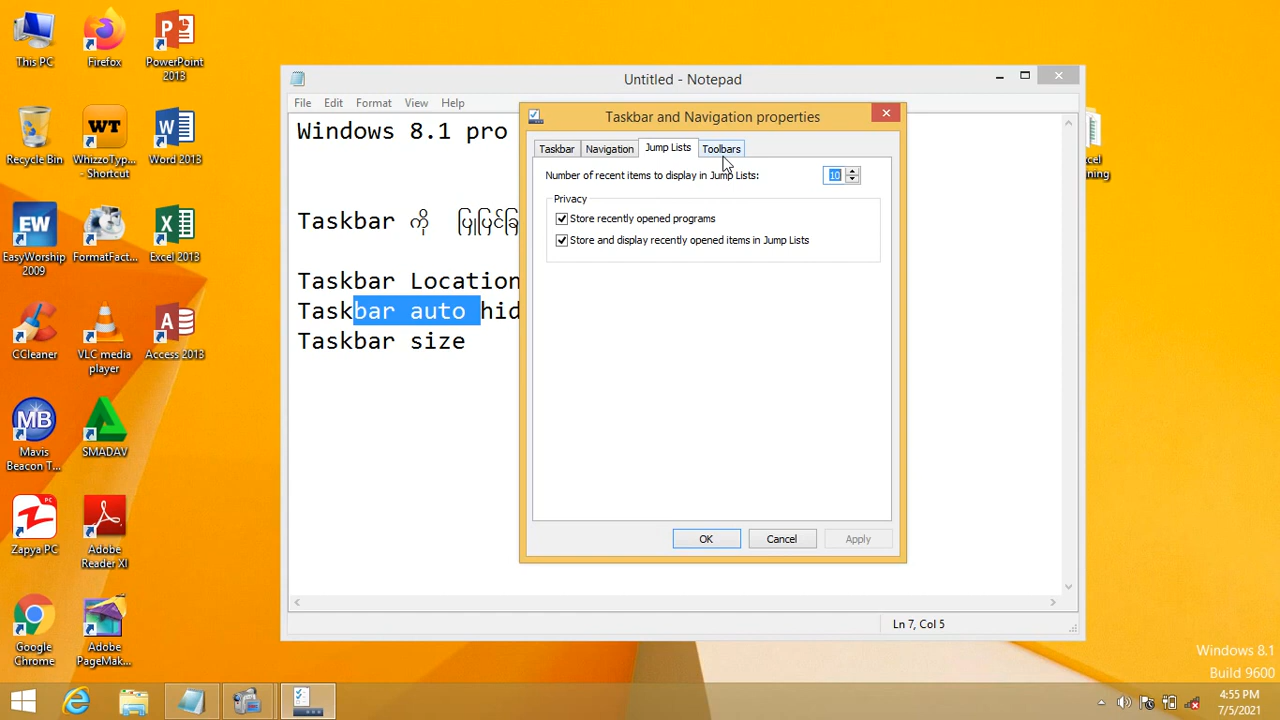 This PC
Firefox
PowerPoint 2013
Recycle Bin
WhizzoTyp... - Shortcut
Word 2013
EasyWorship 2009
FormatFact...
Excel 2013
CCleaner
VLC media player
Access 2013
Mavis Beacon T...
SMADAV
Zapya PC
Adobe Reader XI
Google Chrome
Adobe PageMak...
Untitled - Notepad
File Edit Format View Help
Windows 8.1 pro
Taskbar ကို
Taskbar Location
Taskbar auto hid
Taskbar size
Ln 7, Col 5
Taskbar and Navigation properties
Taskbar Navigation Jump Lists Toolbars
Number of recent items to display in Jump Lists: 10
Privacy
Store recently opened programs
Store and display recently opened items in Jump Lists
OK Cancel Apply
Windows 8.1
Build 9600
4:55 PM
7/5/2021